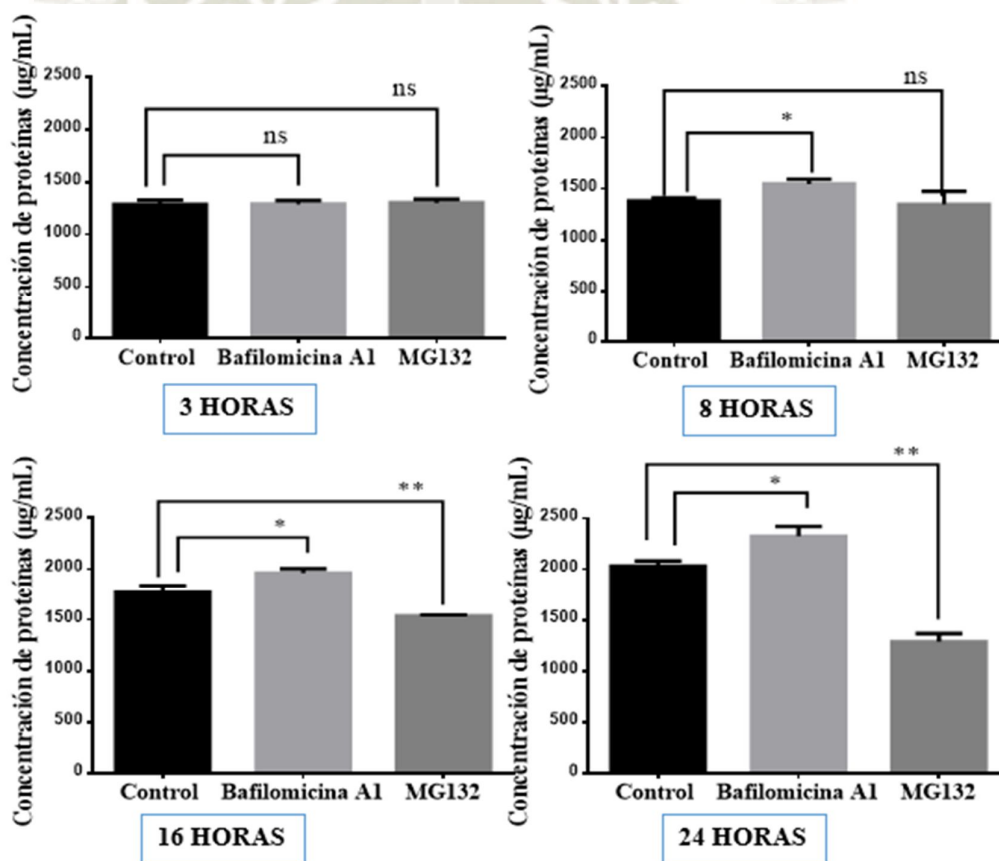 Concentración de proteínas (µg/mL)
2500
2000
1500
1000
500
0
ns
ns
Control Bafilomicina A1 MG132
3 HORAS
Concentración de proteínas (µg/mL)
2500
2000
1500
1000
500
0
ns
*
Control Bafilomicina A1 MG132
8 HORAS
Concentración de proteínas (µg/mL)
2500
2000
1500
1000
500
0
**
*
Control Bafilomicina A1 MG132
16 HORAS
Concentración de proteínas (µg/mL)
2500
2000
1500
1000
500
0
**
*
Control Bafilomicina A1 MG132
24 HORAS